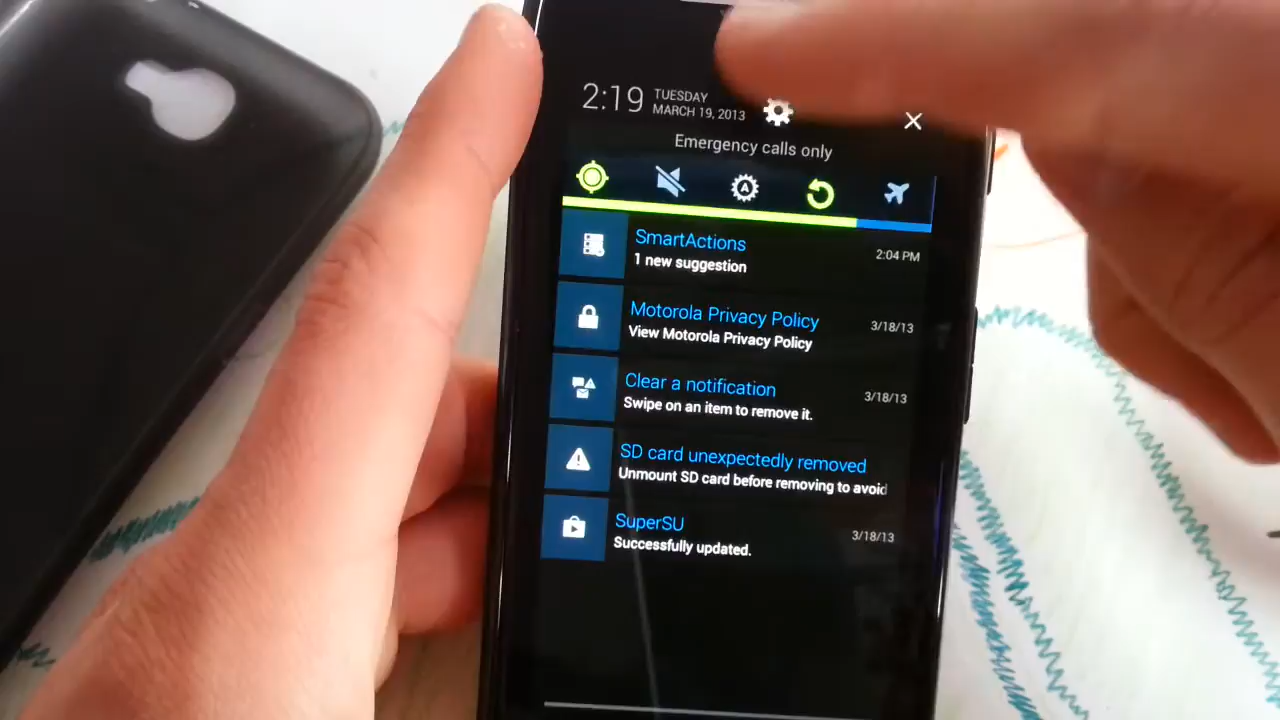 2:19
TUESDAY
MARCH 19, 2013
Emergency calls only
A
SmartActions
1 new suggestion
2:04 PM
Motorola Privacy Policy
View Motorola Privacy Policy
3/18/13
Clear a notification
Swipe on an item to remove it.
3/18/13
SD card unexpectedly removed
Unmount SD card before removing to avoid
SuperSU
Successfully updated.
3/18/13